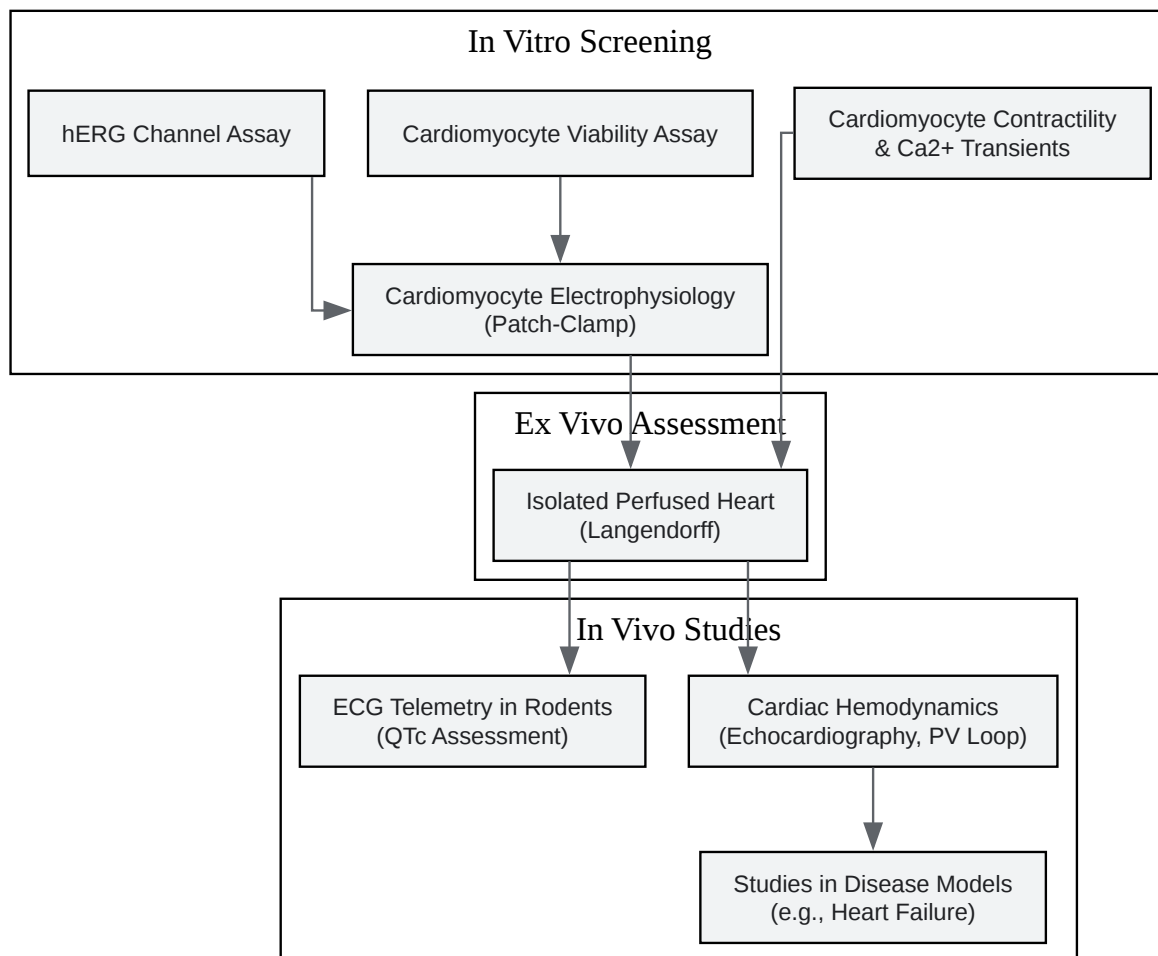 In Vitro Screening
hERG Channel Assay
Cardiomyocyte Viability Assay
Cardiomyocyte Contractility
& Ca2+ Transients
Cardiomyocyte Electrophysiology
(Patch-Clamp)
Ex Vivo Assessment
Isolated Perfused Heart
(Langendorff)
In Vivo Studies
ECG Telemetry in Rodents
(QTc Assessment)
Cardiac Hemodynamics
(Echocardiography, PV Loop)
Studies in Disease Models
(e.g., Heart Failure)